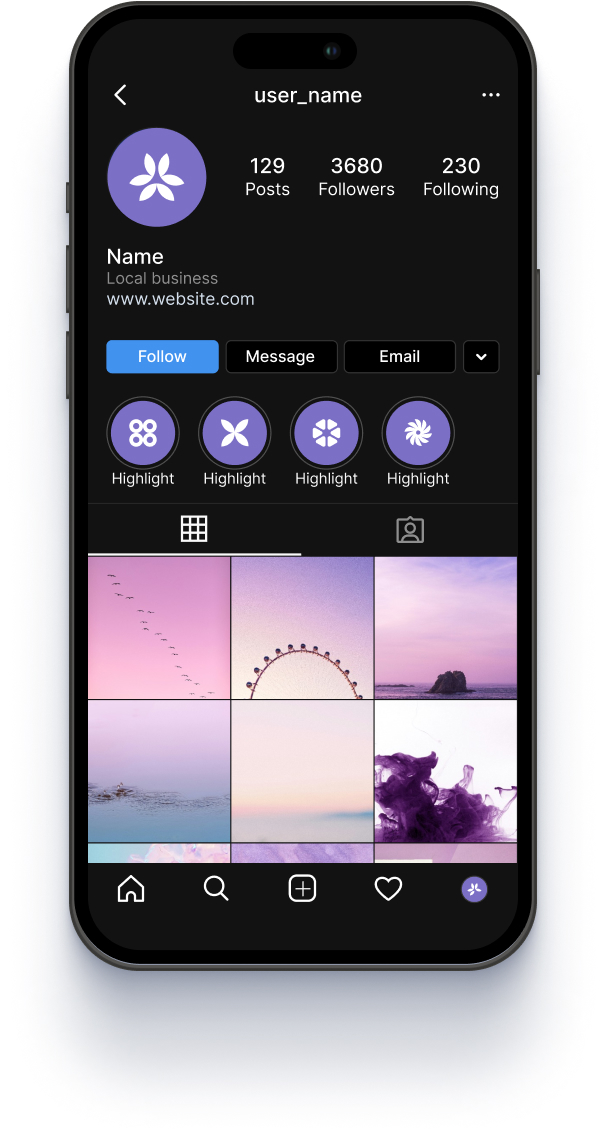 user_name
129 3680 230
Posts Followers Following
Name
Local business
www.website.com
Follow Message Email
Highlight Highlight Highlight Highlight